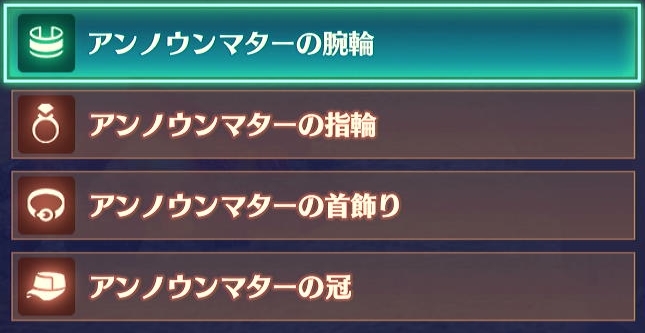 アンノウンマターの腕輪
アンノウンマターの指輪
アンノウンマターの首飾り
アンノウンマターの冠